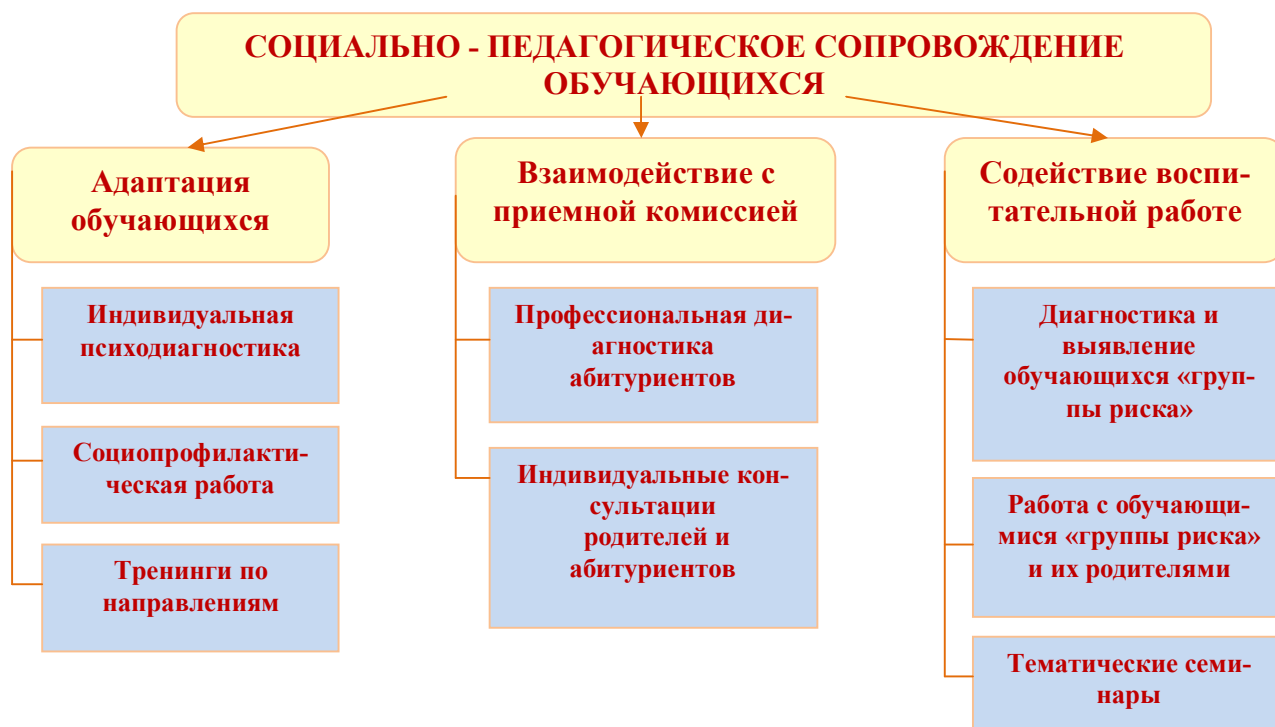 СОЦИАЛЬНО - ПЕДАГОГИЧЕСКОЕ СОПРОВОЖДЕНИЕ
ОБУЧАЮЩИХСЯ
Адаптация
обучающихся
Индивидуальная
психодиагностика
Социопрофилакти-
ческая работа
Тренинги по
направлениям
Взаимодействие с
приемной комиссией
Профессиональная ди-
агностика
абитуриентов
Индивидуальные кон-
сультации
родителей и
абитуриентов
Содействие воспи-
тательной работе
Диагностика и
выявление
обучающихся «груп-
пы риска»
Работа с обучающи-
мися «группы риска»
и их родителями
Тематические семи-
нары